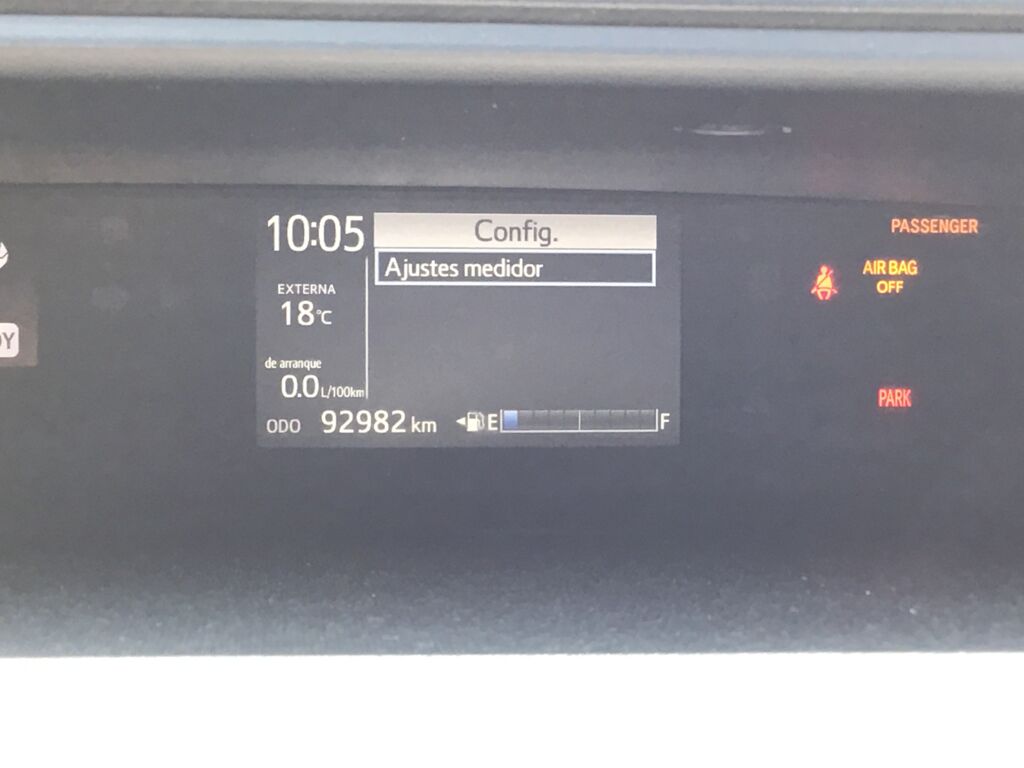 10:05
Config.
Ajustes medidor
EXTERNA
18°C
de arranque
0.0 L/100km
ODO 92982 km
E F
PASSENGER
AIR BAG
OFF
PARK